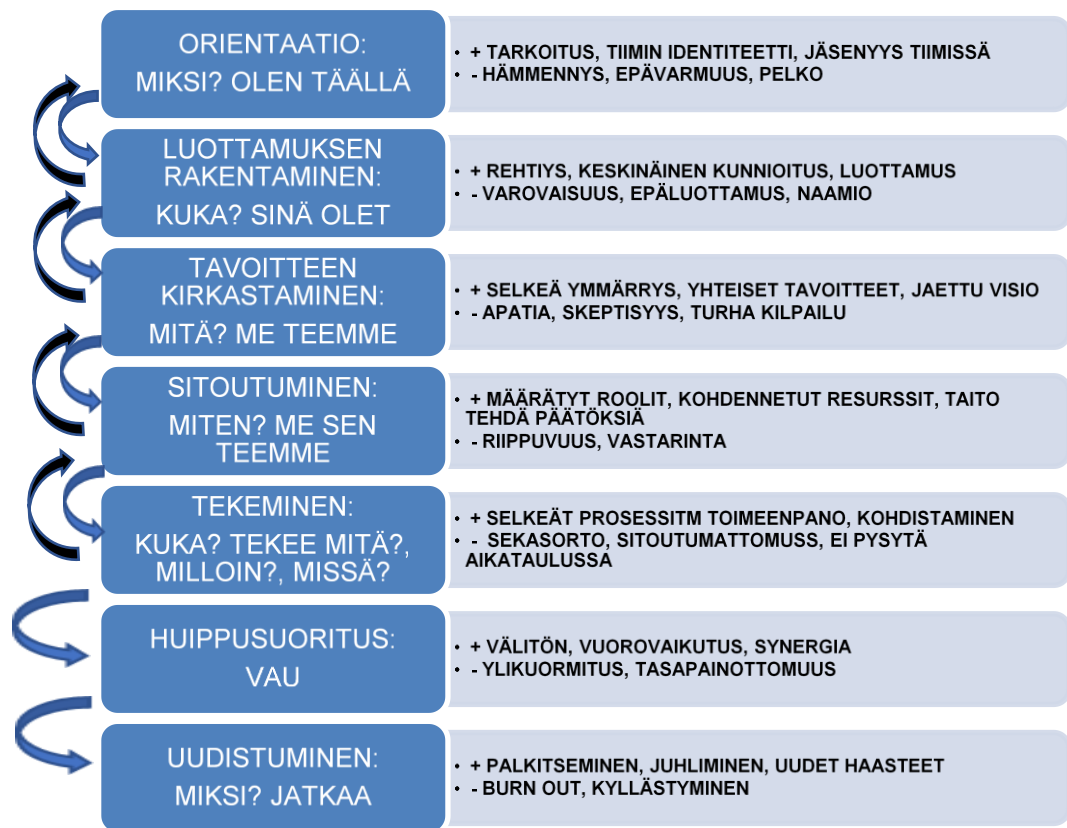 ORIENTAATIO:
MIKSI? OLEN TÄÄLLÄ
• + TARKOITUS, TIIMIN IDENTITEETTI, JÄSENYYS TIIMISSÄ
• - HÄMMENNYS, EPÄVARMUUS, PELKO
LUOTTAMUKSEN
RAKENTAMINEN:
KUKA? SINÄ OLET
• + REHTIYS, KESKINÄINEN KUNNIOITUS, LUOTTAMUS
• - VAROVAISUUS, EPÄLUOTTAMUS, NAAMIO
TAVOITTEEN
KIRKASTAMINEN:
MITÄ? ME TEEMME
• + SELKEÄ YMMÄRRYS, YHTEISET TAVOITTEET, JAETTU VISIO
• - APATIA, SKEPTISYYS, TURHA KILPAILU
SITOUTUMINEN:
MITEN? ME SEN
TEEMME
• + MÄÄRÄTYT ROOLIT, KOHDENNETUT RESURSSIT, TAITO
TEHDÄ PÄÄTÖKSIÄ
• - RIIPPUVUUS, VASTARINTA
TEKEMINEN:
KUKA? TEKEE MITÄ?,
MILLOIN?, MISSÄ?
• + SELKEÄT PROSESSITM TOIMEENPANO, KOHDISTAMINEN
• - SEKASORTO, SITOUTUMATTOMUSS, EI PYSYTÄ
AIKATAULUSSA
HUIPPUSUORITUS:
VAU
• + VÄLITÖN, VUOROVAIKUTUS, SYNERGIA
• - YLIKUORMITUS, TASAPAINOTTOMUUS
UUDISTUMINEN:
MIKSI? JATKAA
• + PALKITSEMINEN, JUHLIMINEN, UUDET HAASTEET
• - BURN OUT, KYLLÄSTYMINEN